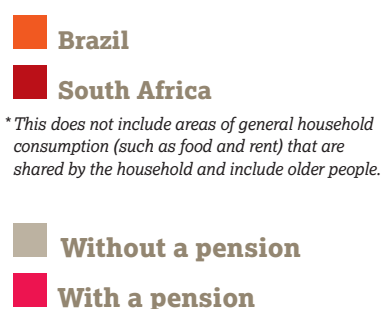 Brazil
South Africa
* This does not include areas of general household
consumption (such as food and rent) that are
shared by the household and include older people.
Without a pension
With a pension